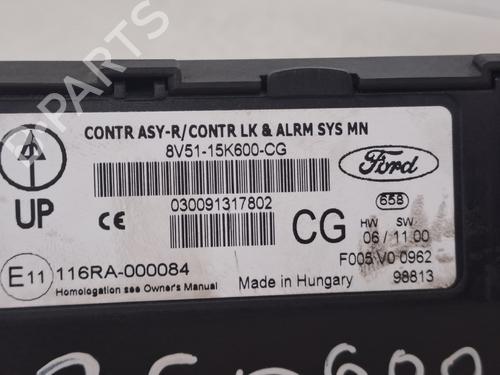 B PARTS
CONTR ASY-R/CONTR LK & ALRM SYS MN
8V51-15K600-CG
Ford
UP
CE
030091317802
CG
658
HW SW
06 / 11.00
E11
116RA-000084
F005 V0 0962
Homologation see Owner's Manual
Made in Hungary
98813